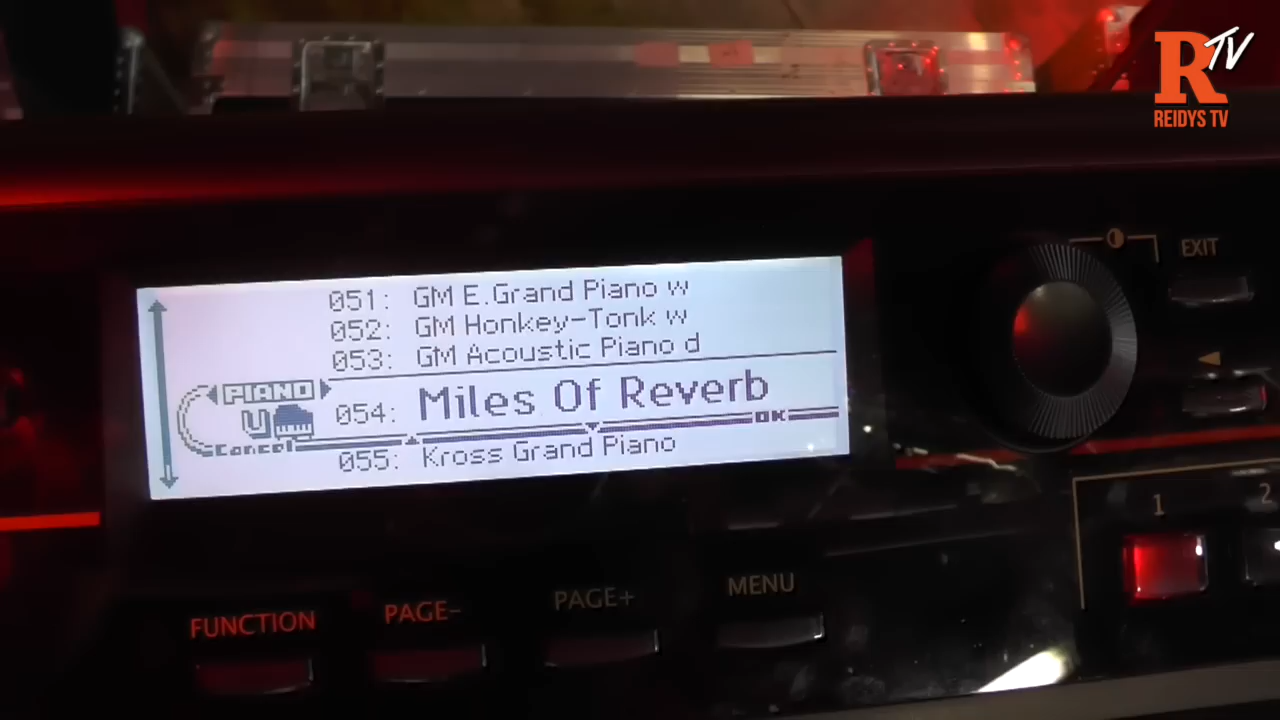 R TV
REIDYS TV
EXIT
051: GM E.Grand Piano w
052: GM Honkey-Tonk w
053: GM Acoustic Piano d
PIANO
U
054: Miles Of Reverb
OK
Cancel
055: Kross Grand Piano
1
2
FUNCTION
PAGE-
PAGE+
MENU